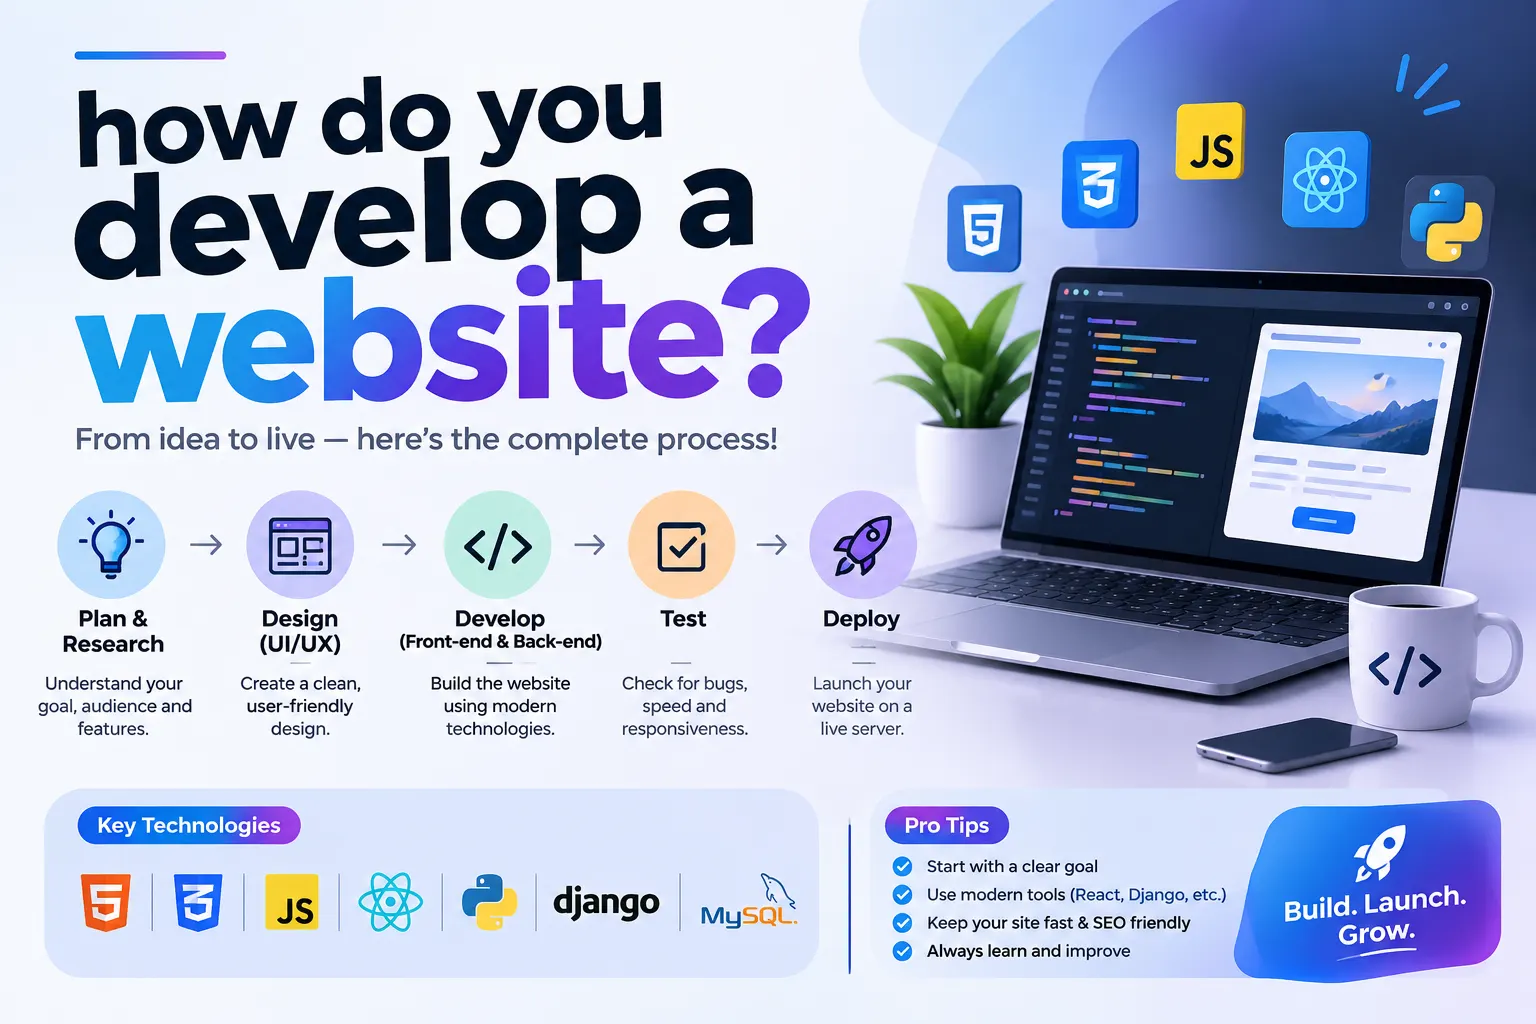 how do you
develop a
website?
From idea to live — here's the complete process!
Plan &
Research
Understand your
goal, audience and
features.
Design
(UI/UX)
Create a clean,
user-friendly
design.
Develop
(Front-end & Back-end)
Build the website
using modern
technologies.
Test
Check for bugs,
speed and
responsiveness.
Deploy
Launch your
website on a
live server.
5
3
JS
</>
Key Technologies
5
3
JS
django
MySQL.
Pro Tips
Start with a clear goal
Use modern tools (React, Django, etc.)
Keep your site fast & SEO friendly
Always learn and improve
Build. Launch.
Grow.